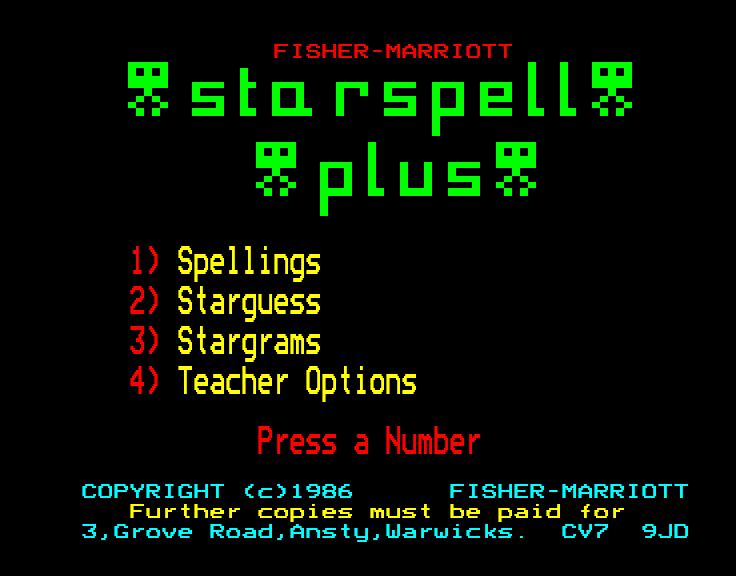 FISHER-MARRIOTT
starspell
plus
1) Spellings
2) Starguess
3) Stargrams
4) Teacher Options
Press a Number
COPYRIGHT (c)1986 FISHER-MARRIOTT
Further copies must be paid for
3,Grove Road,Ansty,Warwicks. CV7 9JD